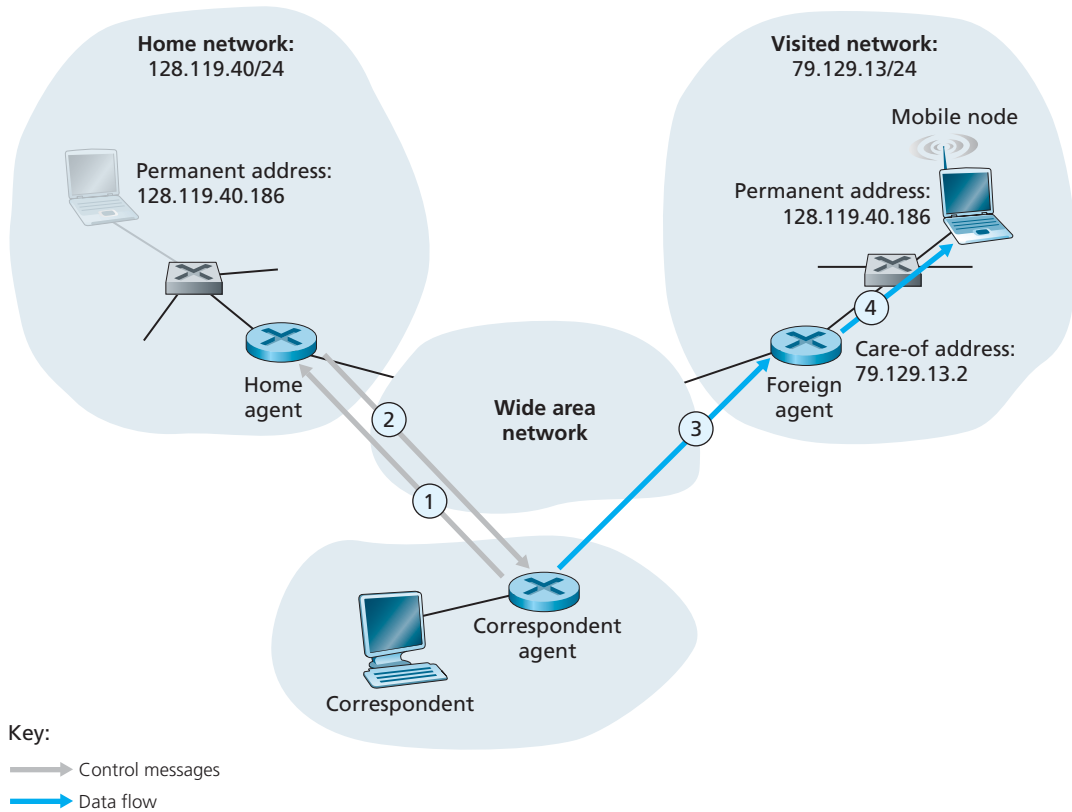 Home network:
128.119.40/24
Visited network:
79.129.13/24
Mobile node
Permanent address:
128.119.40.186
Permanent address:
128.119.40.186
4
Care-of address:
79.129.13.2
Home
agent
Foreign
agent
Wide area
network
2
3
1
Correspondent
agent
Correspondent
Key:
Control messages
Data flow